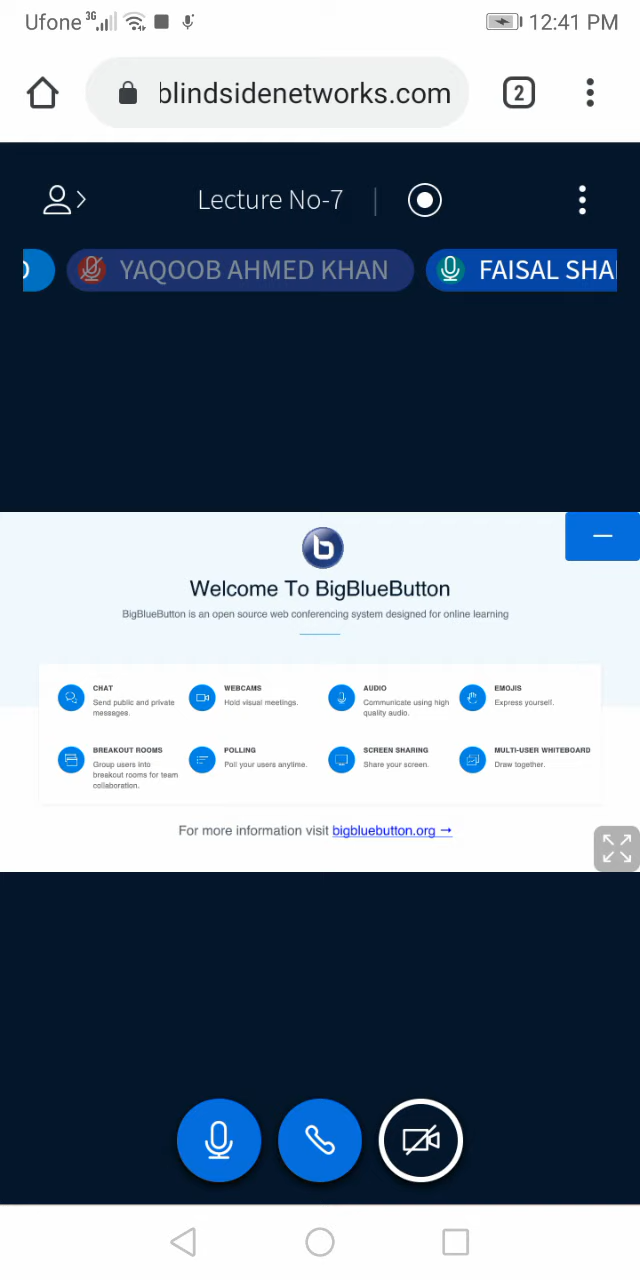 Ufone 3G 12:41 PM
blindsidenetworks.com 2
Lecture No-7
YAQOOB AHMED KHAN FAISAL SHA
Welcome To BigBlueButton
BigBlueButton is an open source web conferencing system designed for online learning
CHAT
Send public and private
messages.
WEBCAMS
Hold visual meetings.
AUDIO
Communicate using high
quality audio.
EMOJIS
Express yourself.
BREAKOUT ROOMS
Group users into
breakout rooms for team
collaboration.
POLLING
Poll your users anytime.
SCREEN SHARING
Share your screen.
MULTI-USER WHITEBOARD
Draw together.
For more information visit bigbluebutton.org →